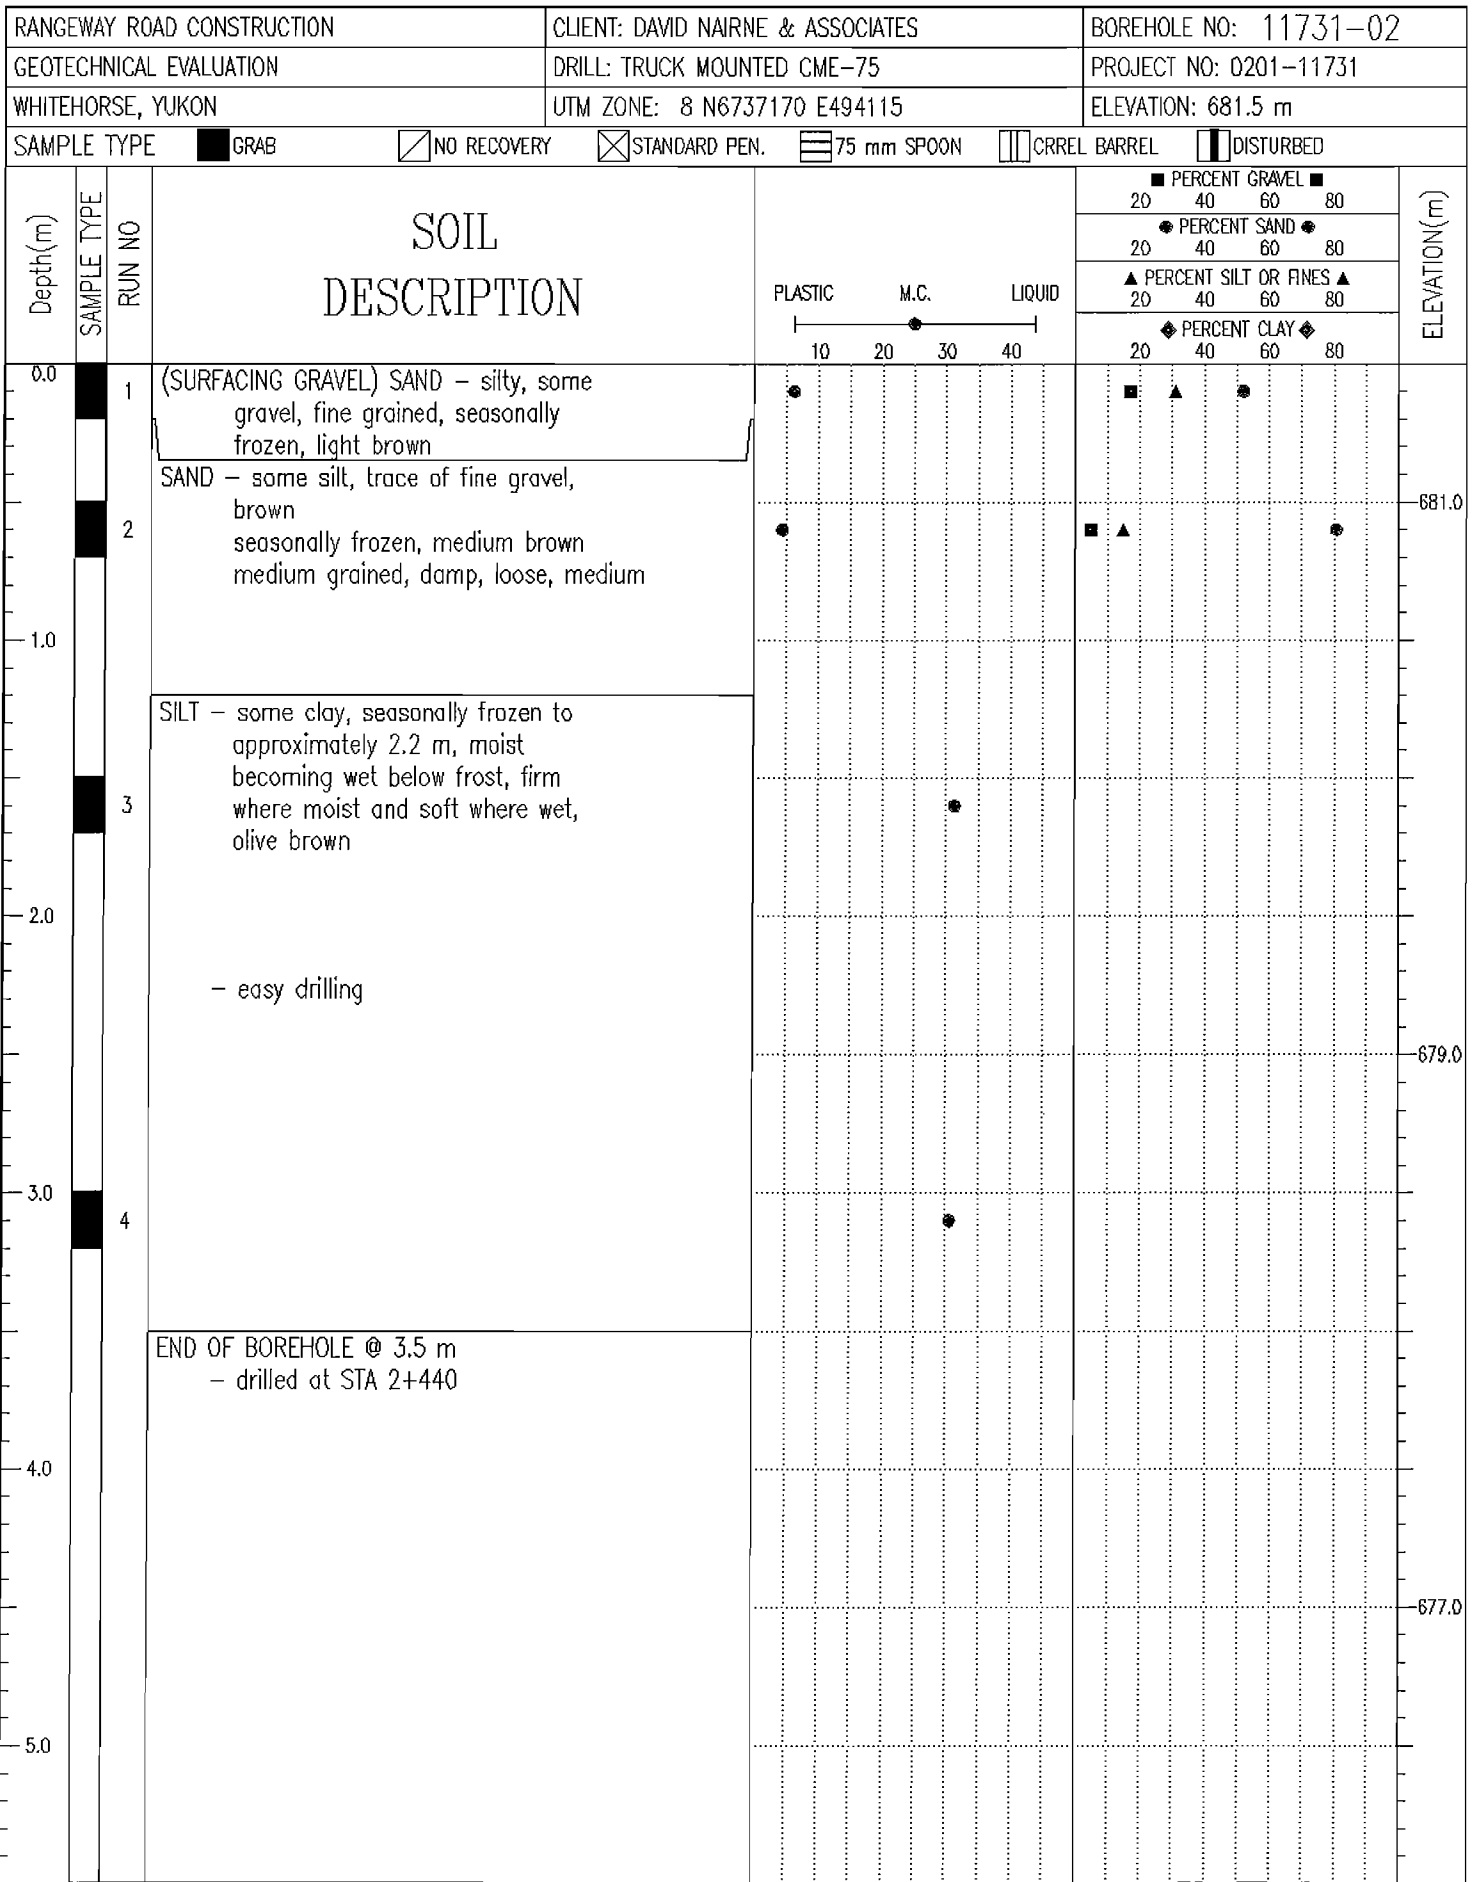 RANGEWAY ROAD CONSTRUCTION
CLIENT: DAVID NAIRNE & ASSOCIATES
BOREHOLE NO: 11731-02
GEOTECHNICAL EVALUATION
DRILL: TRUCK MOUNTED CME-75
PROJECT NO: 0201-11731
WHITEHORSE, YUKON
UTM ZONE: 8 N6737170 E494115
ELEVATION: 681.5 m
SAMPLE TYPE
GRAB
NO RECOVERY
STANDARD PEN.
75 mm SPOON
CRREL BARREL
DISTURBED
Depth(m)
SAMPLE TYPE
RUN NO
SOIL
DESCRIPTION
PLASTIC M.C. LIQUID
10 20 30 40
■ PERCENT GRAVEL ■
20 40 60 80
● PERCENT SAND ●
20 40 60 80
▲ PERCENT SILT OR FINES ▲
20 40 60 80
◆ PERCENT CLAY ◆
20 40 60 80
ELEVATION(m)
0.0
1
(SURFACING GRAVEL) SAND – silty, some
gravel, fine grained, seasonally
frozen, light brown
SAND – some silt, trace of fine gravel,
brown
681.0
2
seasonally frozen, medium brown
medium grained, damp, loose, medium
1.0
SILT – some clay, seasonally frozen to
approximately 2.2 m, moist
becoming wet below frost, firm
3
where moist and soft where wet,
olive brown
2.0
– easy drilling
679.0
3.0
4
END OF BOREHOLE @ 3.5 m
– drilled at STA 2+440
4.0
677.0
5.0